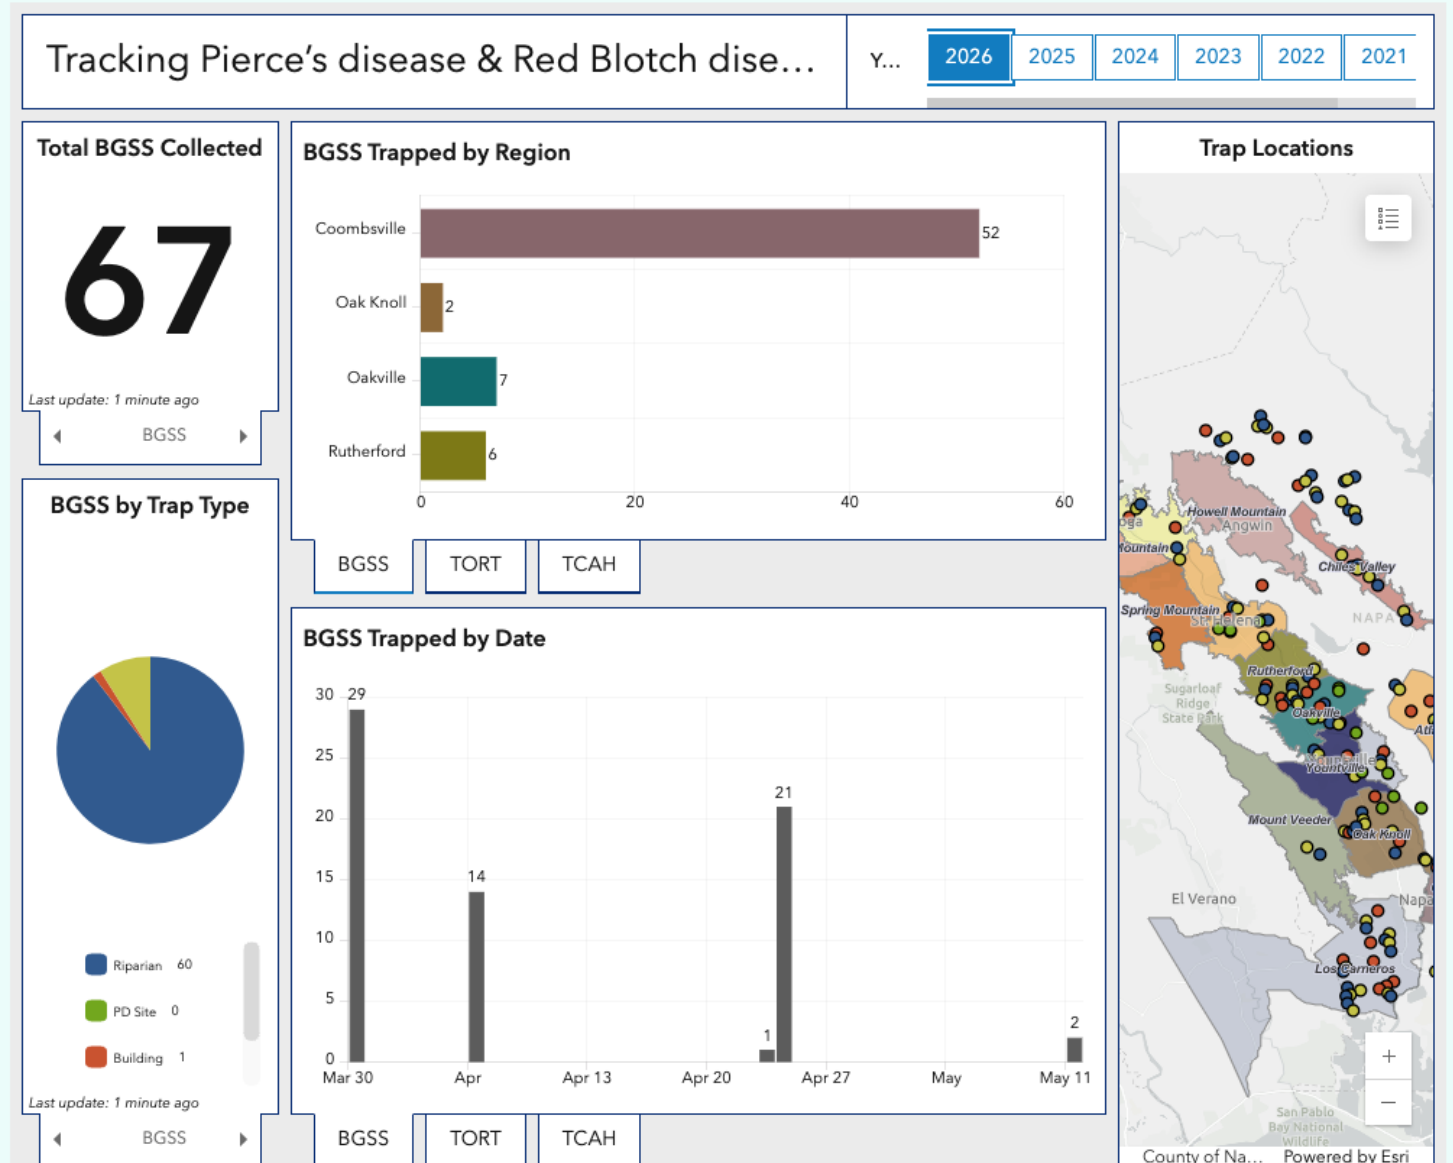 Tracking Pierce's disease & Red Blotch dise...
Y...
2026
2025
2024
2023
2022
2021
Total BGSS Collected
67
Last update: 1 minute ago
BGSS
BGSS by Trap Type
Riparian 60
PD Site 0
Building 1
Last update: 1 minute ago
BGSS
BGSS Trapped by Region
Coombsville
52
Oak Knoll
2
Oakville
7
Rutherford
6
0
20
40
60
BGSS
TORT
TCAH
BGSS Trapped by Date
30
25
20
15
10
5
0
29
14
1
21
2
Mar 30
Apr
Apr 13
Apr 20
Apr 27
May
May 11
BGSS
TORT
TCAH
Trap Locations
Howell Mountain
Angwin
oga
Mountain
Chiles Valley
Spring Mountain
St. Helena
NAPA
Rutherford
Sugarloaf
Ridge
State Park
Oakville
Atl
Yountville
Mount Veeder
Oak Knoll
El Verano
Napa
Los Carneros
+
−
San Pablo
Bay National
Wildlife
County of Na...
Powered by Esri